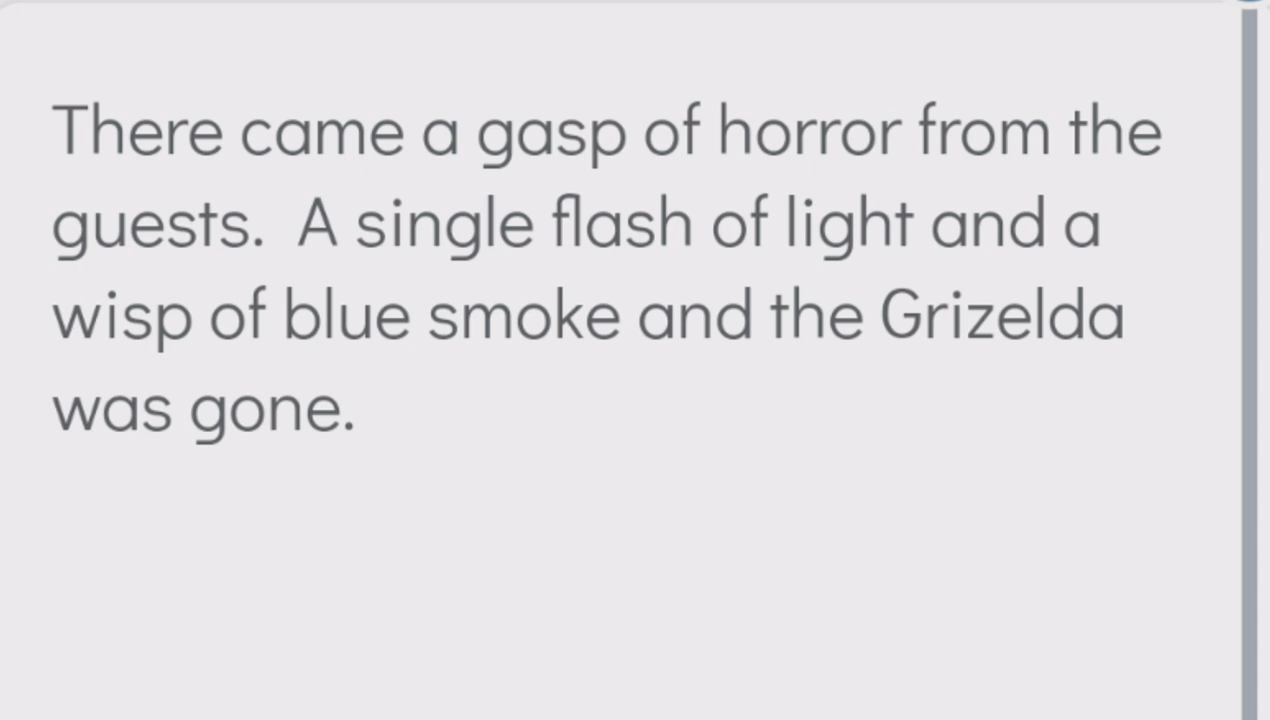 There came a gasp of horror from the
guests.  A single flash of light and a
wisp of blue smoke and the Grizelda
was gone.